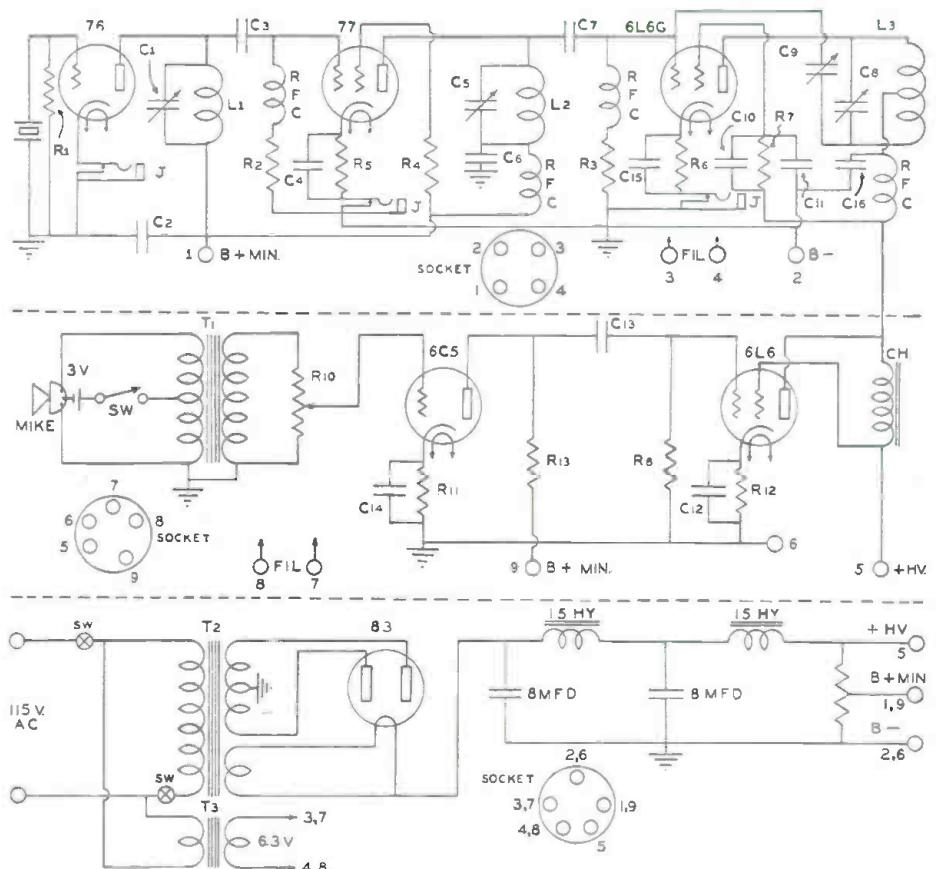 76
C3
77
C7
6L6G
L3
C1
L1
R1
J
C2
1 B+ MIN.
RFC
R2
C4
R5
R4
C5
L2
C6
RFC
J
RFC
R3
C15
R6
C10
R7
C9
C8
C11
C16
RFC
J
SOCKET
2 3
1 4
FIL
3 4
B-
2
T1
3V
MIKE
SW
R10
6C5
C13
6L6
CH.
R13
R8
R11
C14
C12
R12
7
6 8
5 9
SOCKET
FIL
8 7
9 B+ MIN.
6
5 +HV.
SW
T2
83
15 HY
15 HY
+HV
5
B+MIN
1,9
B-
2,6
115 V.
AC
8 MFD
8 MFD
SW
T3
3,7
6.3 V
4,8
SOCKET
2,6
3,7 1,9
4,8 5